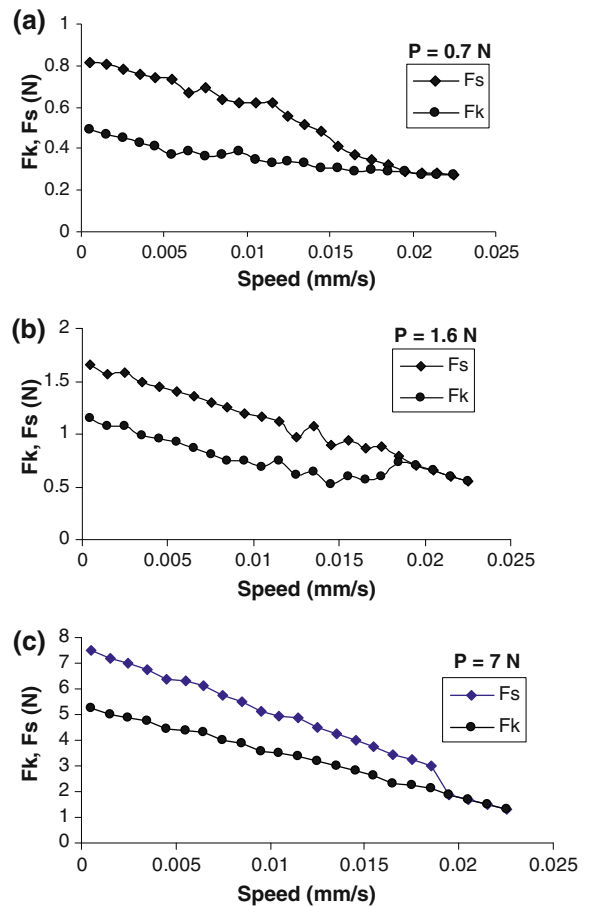 (a)
Fk, Fs (N)
1
0.8
0.6
0.4
0.2
0
P = 0.7 N
Fs
Fk
0 0.005 0.01 0.015 0.02 0.025
Speed (mm/s)
(b)
Fk, Fs (N)
2
1.5
1
0.5
0
P = 1.6 N
Fs
Fk
0 0.005 0.01 0.015 0.02 0.025
Speed (mm/s)
(c)
Fk, Fs (N)
8
7
6
5
4
3
2
1
0
P = 7 N
Fs
Fk
0 0.005 0.01 0.015 0.02 0.025
Speed (mm/s)